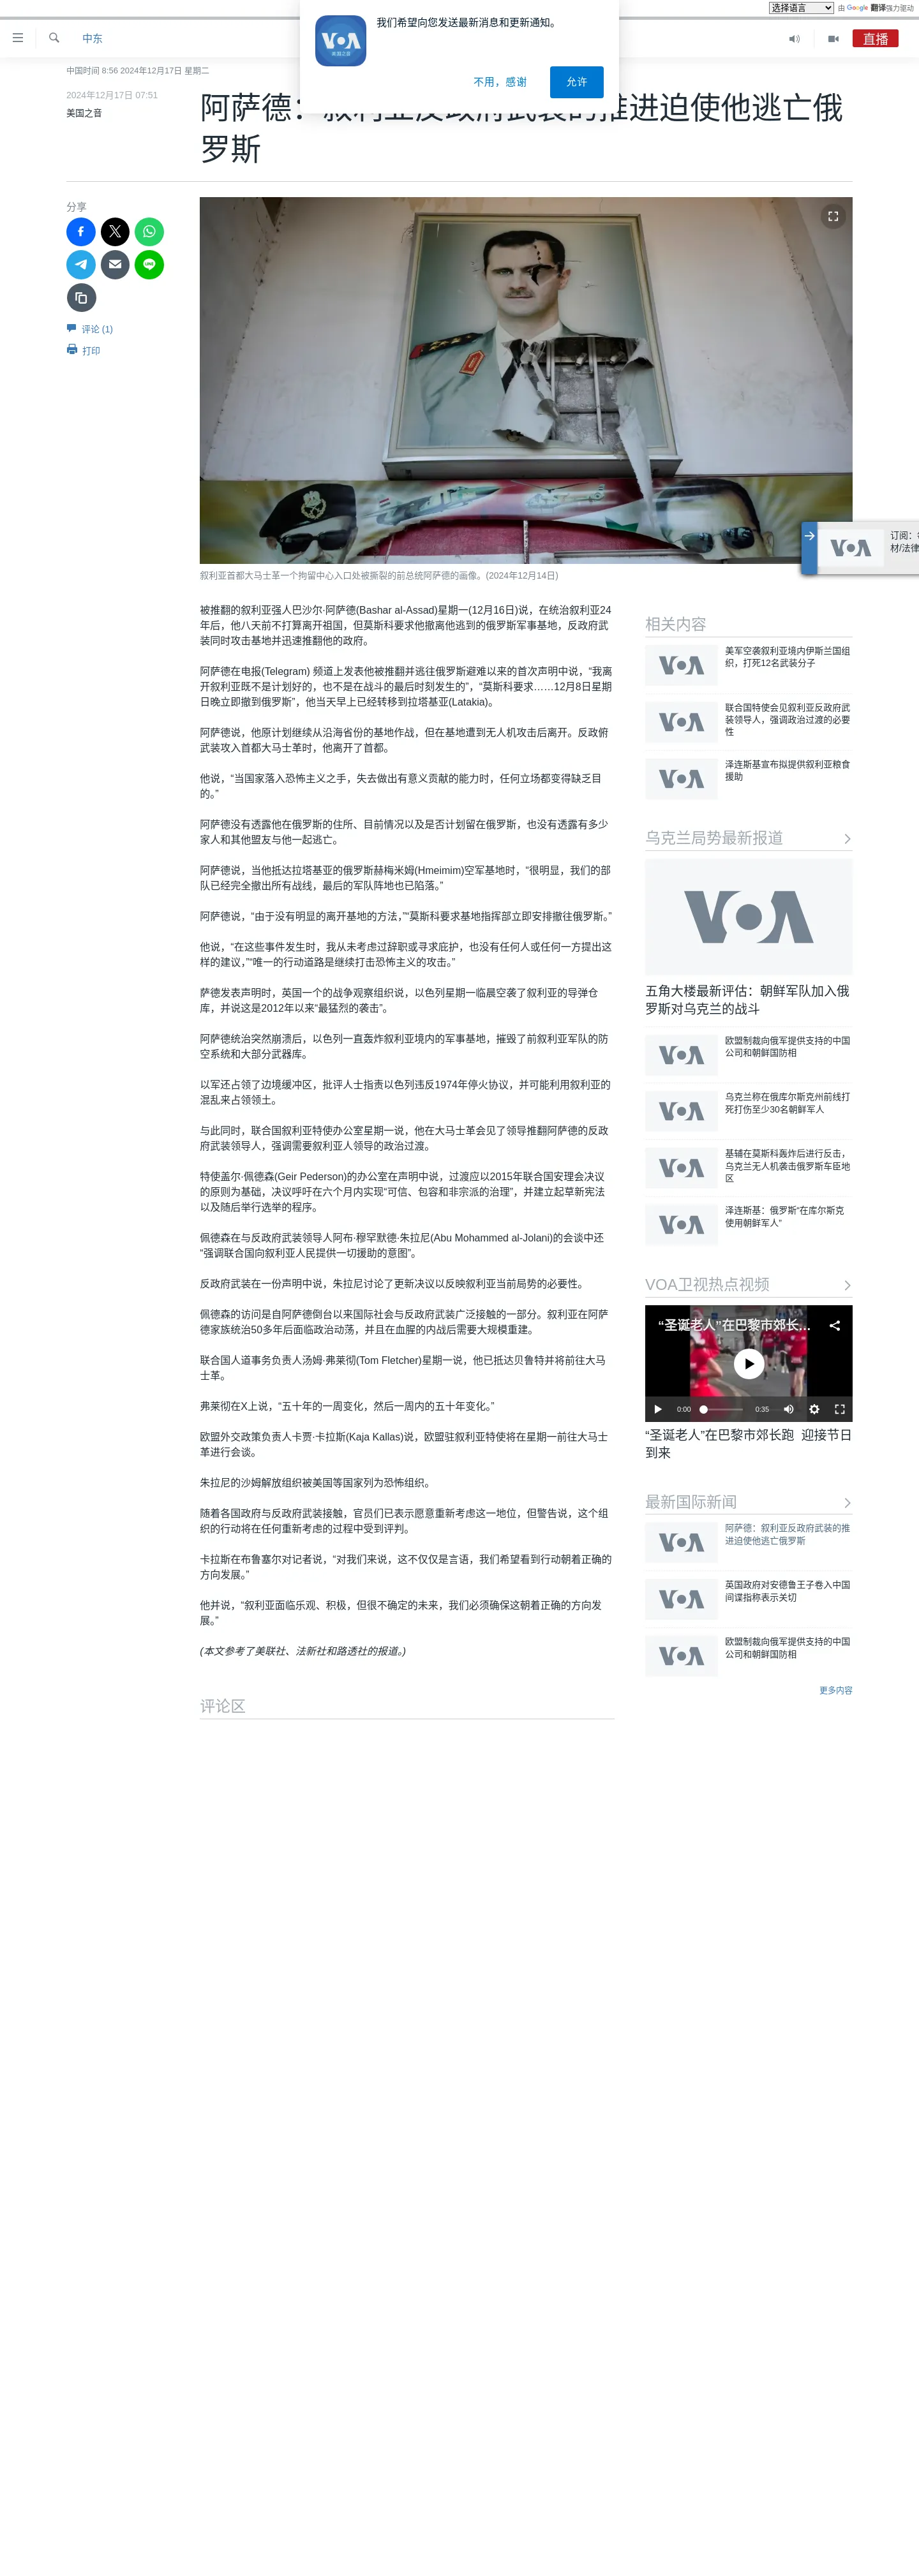 选择语言 由 Google 翻译强力驱动
我们希望向您发送最新消息和更新通知。
VOA
美国之音
不用，感谢
允许
中东
直播
中国时间 8:56 2024年12月17日 星期二
2024年12月17日 07:51
美国之音
阿萨德：叙利亚反政府武装的推进迫使他逃亡俄
罗斯
分享
LINE
评论 (1)
打印
叙利亚首都大马士革一个拘留中心入口处被撕裂的前总统阿萨德的画像。(2024年12月14日)
VOA
订阅：
材/法律
被推翻的叙利亚强人巴沙尔·阿萨德(Bashar al-Assad)星期一(12月16日)说，在统治叙利亚24
年后，他八天前不打算离开祖国，但莫斯科要求他撤离他逃到的俄罗斯军事基地，反政府武
装同时攻击基地并迅速推翻他的政府。
阿萨德在电报(Telegram) 频道上发表他被推翻并逃往俄罗斯避难以来的首次声明中说，“我离
开叙利亚既不是计划好的，也不是在战斗的最后时刻发生的”，“莫斯科要求……12月8日星期
日晚立即撤到俄罗斯”，他当天早上已经转移到拉塔基亚(Latakia)。
阿萨德说，他原计划继续从沿海省份的基地作战，但在基地遭到无人机攻击后离开。反政俯
武装攻入首都大马士革时，他离开了首都。
他说，“当国家落入恐怖主义之手，失去做出有意义贡献的能力时，任何立场都变得缺乏目
的。”
阿萨德没有透露他在俄罗斯的住所、目前情况以及是否计划留在俄罗斯，也没有透露有多少
家人和其他盟友与他一起逃亡。
阿萨德说，当他抵达拉塔基亚的俄罗斯赫梅米姆(Hmeimim)空军基地时，“很明显，我们的部
队已经完全撤出所有战线，最后的军队阵地也已陷落。”
阿萨德说，“由于没有明显的离开基地的方法，”“莫斯科要求基地指挥部立即安排撤往俄罗斯。”
他说，“在这些事件发生时，我从未考虑过辞职或寻求庇护，也没有任何人或任何一方提出这
样的建议，”“唯一的行动道路是继续打击恐怖主义的攻击。”
萨德发表声明时，英国一个的战争观察组织说，以色列星期一临晨空袭了叙利亚的导弹仓
库，并说这是2012年以来“最猛烈的袭击”。
阿萨德统治突然崩溃后，以色列一直轰炸叙利亚境内的军事基地，摧毁了前叙利亚军队的防
空系统和大部分武器库。
以军还占领了边境缓冲区，批评人士指责以色列违反1974年停火协议，并可能利用叙利亚的
混乱来占领领土。
与此同时，联合国叙利亚特使办公室星期一说，他在大马士革会见了领导推翻阿萨德的反政
府武装领导人，强调需要叙利亚人领导的政治过渡。
特使盖尔·佩德森(Geir Pederson)的办公室在声明中说，过渡应以2015年联合国安理会决议
的原则为基础，决议呼吁在六个月内实现“可信、包容和非宗派的治理”，并建立起草新宪法
以及随后举行选举的程序。
佩德森在与反政府武装领导人阿布·穆罕默德·朱拉尼(Abu Mohammed al-Jolani)的会谈中还
“强调联合国向叙利亚人民提供一切援助的意图”。
反政府武装在一份声明中说，朱拉尼讨论了更新决议以反映叙利亚当前局势的必要性。
佩德森的访问是自阿萨德倒台以来国际社会与反政府武装广泛接触的一部分。叙利亚在阿萨
德家族统治50多年后面临政治动荡，并且在血腥的内战后需要大规模重建。
联合国人道事务负责人汤姆·弗莱彻(Tom Fletcher)星期一说，他已抵达贝鲁特并将前往大马
士革。
弗莱彻在X上说，“五十年的一周变化，然后一周内的五十年变化。”
欧盟外交政策负责人卡贾·卡拉斯(Kaja Kallas)说，欧盟驻叙利亚特使将在星期一前往大马士
革进行会谈。
朱拉尼的沙姆解放组织被美国等国家列为恐怖组织。
随着各国政府与反政府武装接触，官员们已表示愿意重新考虑这一地位，但警告说，这个组
织的行动将在任何重新考虑的过程中受到评判。
卡拉斯在布鲁塞尔对记者说，“对我们来说，这不仅仅是言语，我们希望看到行动朝着正确的
方向发展。”
他并说，“叙利亚面临乐观、积极，但很不确定的未来，我们必须确保这朝着正确的方向发
展。”
(本文参考了美联社、法新社和路透社的报道。)
评论区
相关内容
VOA
美军空袭叙利亚境内伊斯兰国组
织，打死12名武装分子
VOA
联合国特使会见叙利亚反政府武
装领导人，强调政治过渡的必要
性
VOA
泽连斯基宣布拟提供叙利亚粮食
援助
乌克兰局势最新报道
VOA
五角大楼最新评估：朝鲜军队加入俄
罗斯对乌克兰的战斗
VOA
欧盟制裁向俄军提供支持的中国
公司和朝鲜国防相
VOA
乌克兰称在俄库尔斯克州前线打
死打伤至少30名朝鲜军人
VOA
基辅在莫斯科轰炸后进行反击，
乌克兰无人机袭击俄罗斯车臣地
区
VOA
泽连斯基：俄罗斯“在库尔斯克
使用朝鲜军人”
VOA卫视热点视频
“圣诞老人”在巴黎市郊长…
0:00
0:35
“圣诞老人”在巴黎市郊长跑 迎接节日
到来
最新国际新闻
VOA
阿萨德：叙利亚反政府武装的推
进迫使他逃亡俄罗斯
VOA
英国政府对安德鲁王子卷入中国
间谍指称表示关切
VOA
欧盟制裁向俄军提供支持的中国
公司和朝鲜国防相
更多内容